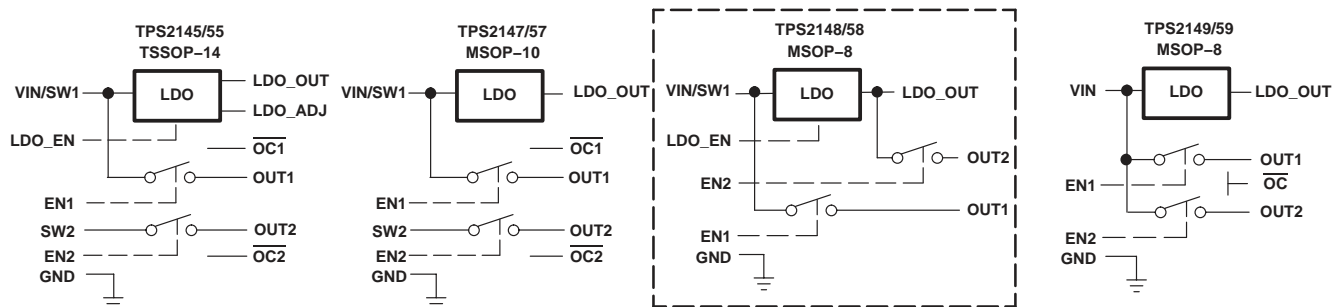 TPS2145/55
TSSOP–14
VIN/SW1
LDO
LDO_OUT
LDO_ADJ
LDO_EN
OC1
OUT1
EN1
SW2
OUT2
EN2
OC2
GND
TPS2147/57
MSOP–10
VIN/SW1
LDO
LDO_OUT
OC1
OUT1
EN1
SW2
OUT2
EN2
OC2
GND
TPS2148/58
MSOP–8
VIN/SW1
LDO
LDO_OUT
LDO_EN
OUT2
EN2
OUT1
EN1
GND
TPS2149/59
MSOP–8
VIN
LDO
LDO_OUT
OUT1
EN1
OC
OUT2
EN2
GND